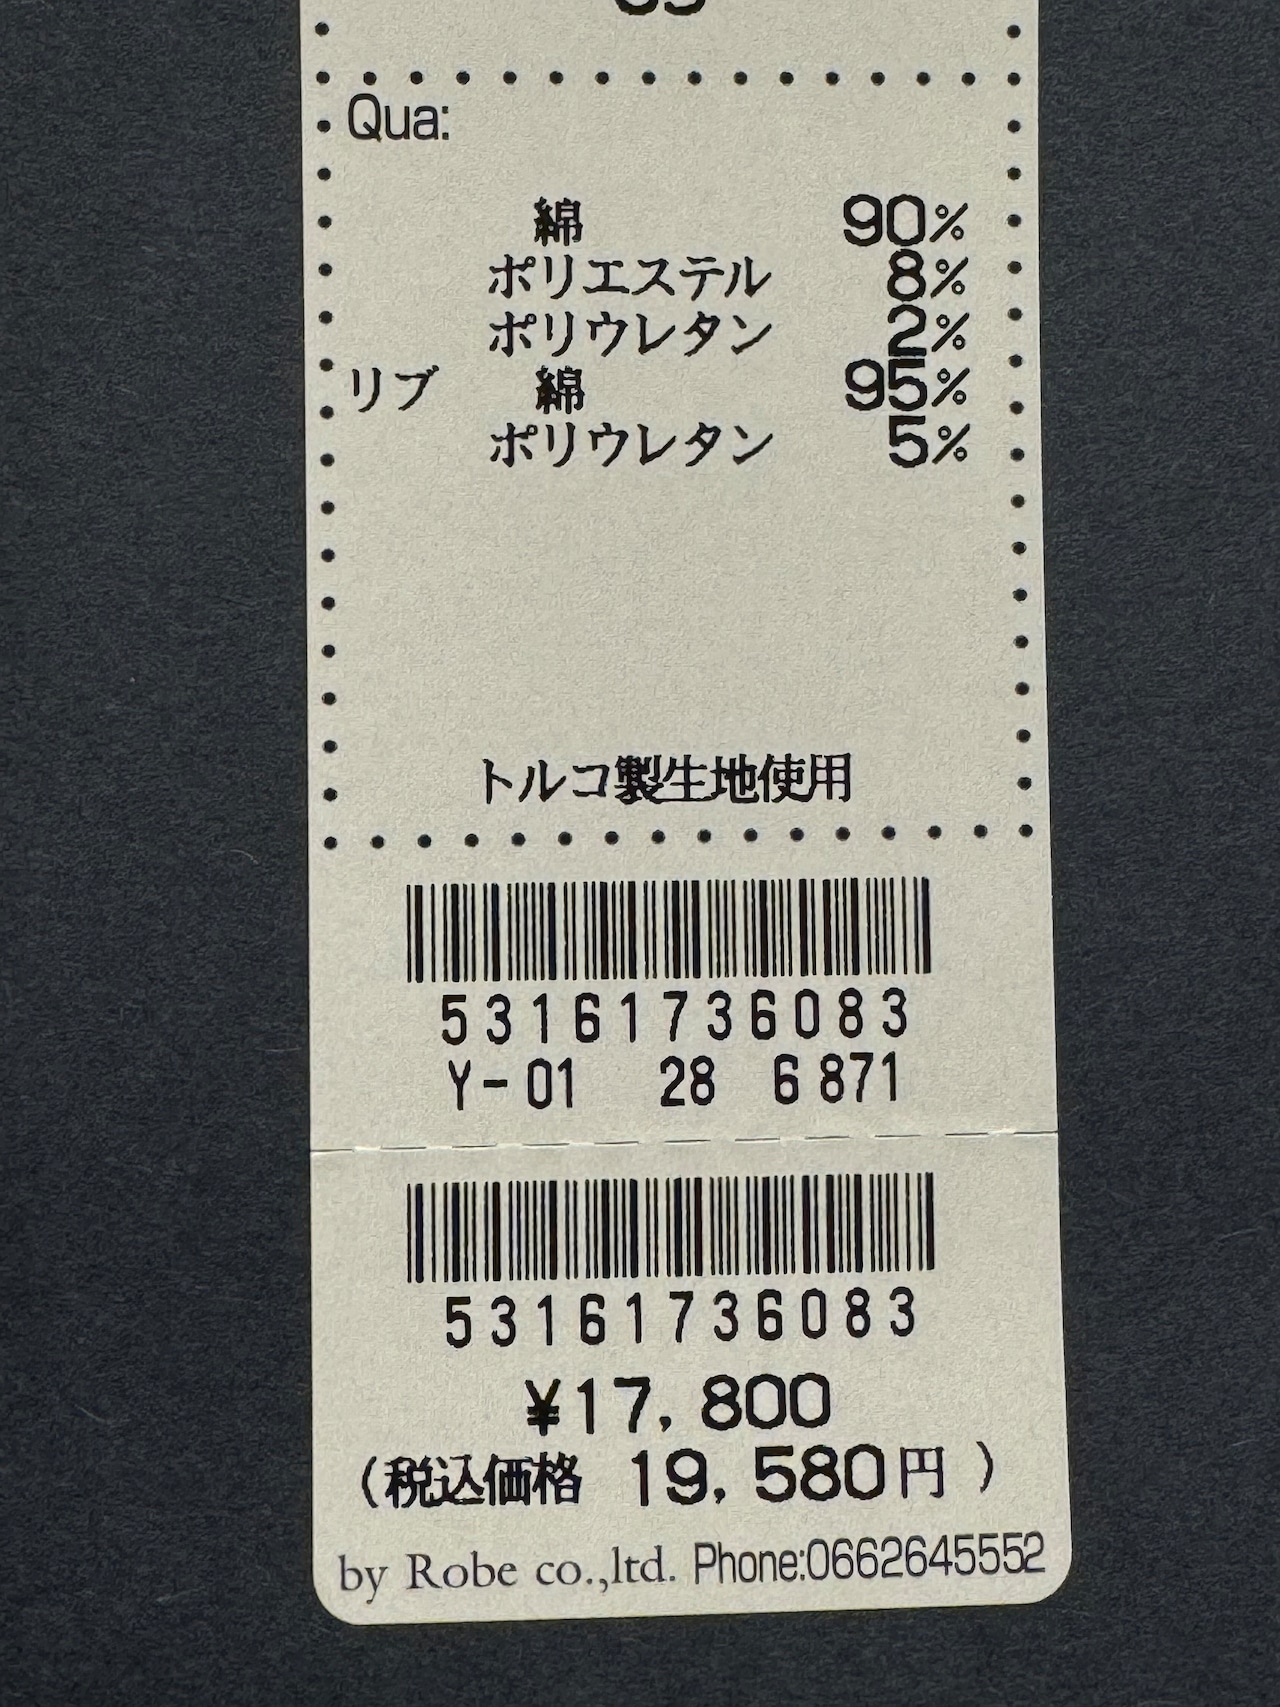 Qua:
綿 90%
ポリエステル 8%
ポリウレタン 2%
リブ 綿 95%
ポリウレタン 5%
トルコ製生地使用
53161736083
Y-01 28 6871
53161736083
¥17,800
(税込価格 19,580円)
by Robe co.,ltd. Phone:0662645552